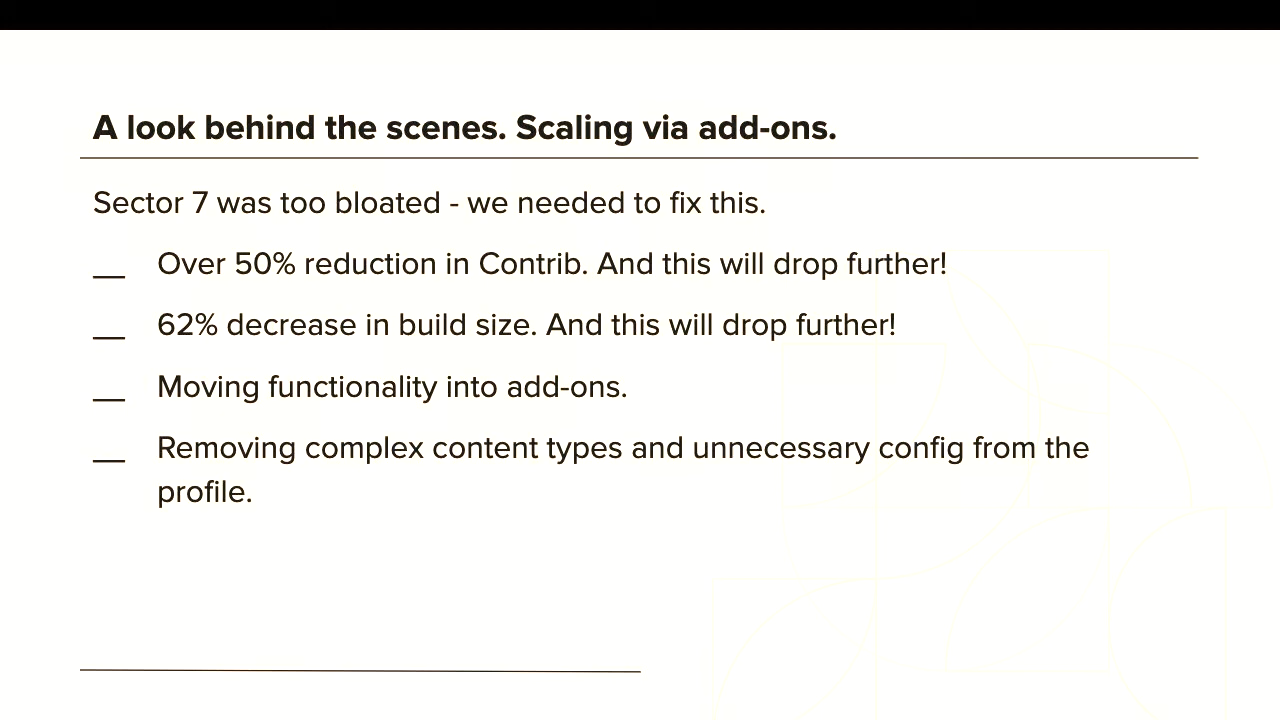 A look behind the scenes. Scaling via add-ons.
Sector 7 was too bloated - we needed to fix this.
__ Over 50% reduction in Contrib. And this will drop further!
__ 62% decrease in build size. And this will drop further!
__ Moving functionality into add-ons.
__ Removing complex content types and unnecessary config from the
profile.